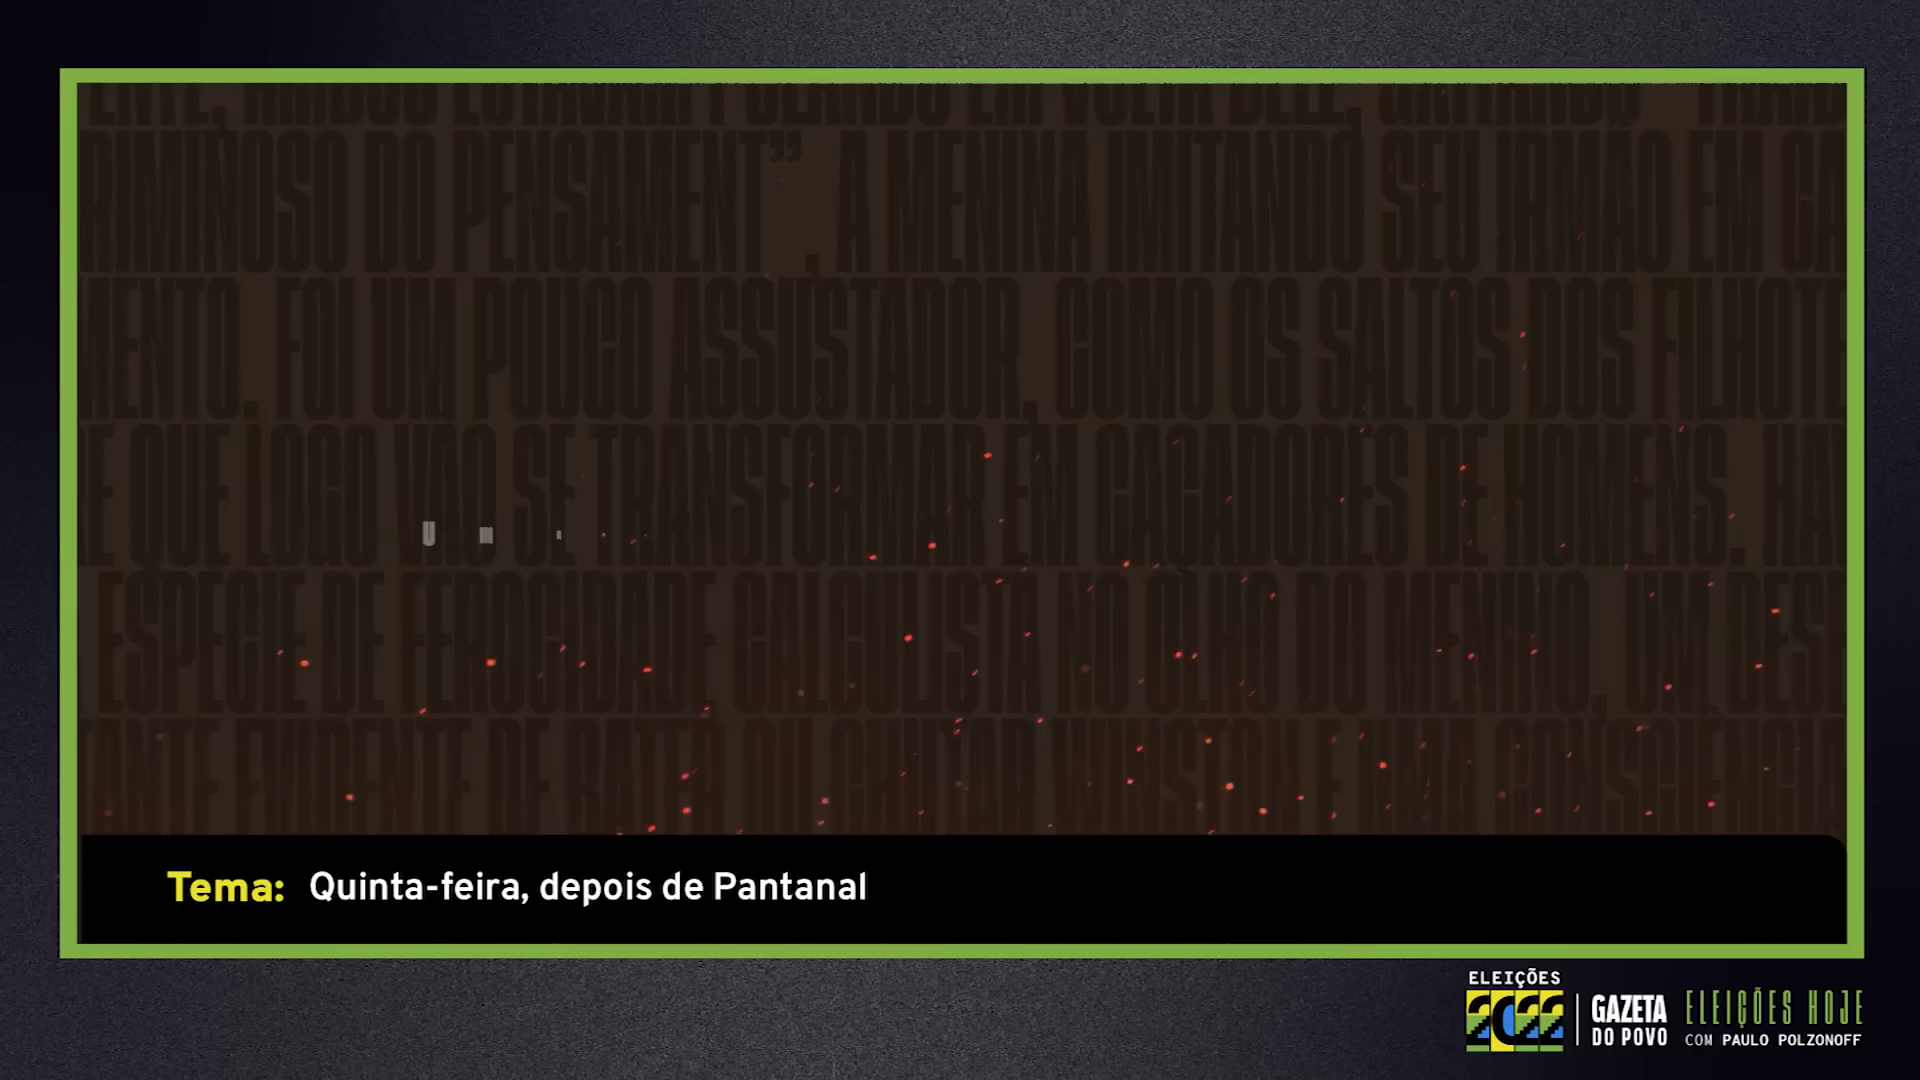 RIMINOSO DO PENSAMENT” . A MENINA IMITANDO SEU IRMÃO EM CA
MENTO. FOI UM POUCO ASSUSTADOR, COMO OS SALTOS DOS FILHOTE
E QUE LOGO VÃO SE TRANSFORMAR EM CAÇADORES DE HOMENS. HAV
ESPÉCIE DE FEROCIDADE CALCULISTA NO OLHO DO MENINO, UM DESE
Tema: Quinta-feira, depois de Pantanal
ELEIÇÕES
2022
GAZETA
DO POVO
ELEIÇÕES HOJE
COM PAULO POLZONOFF